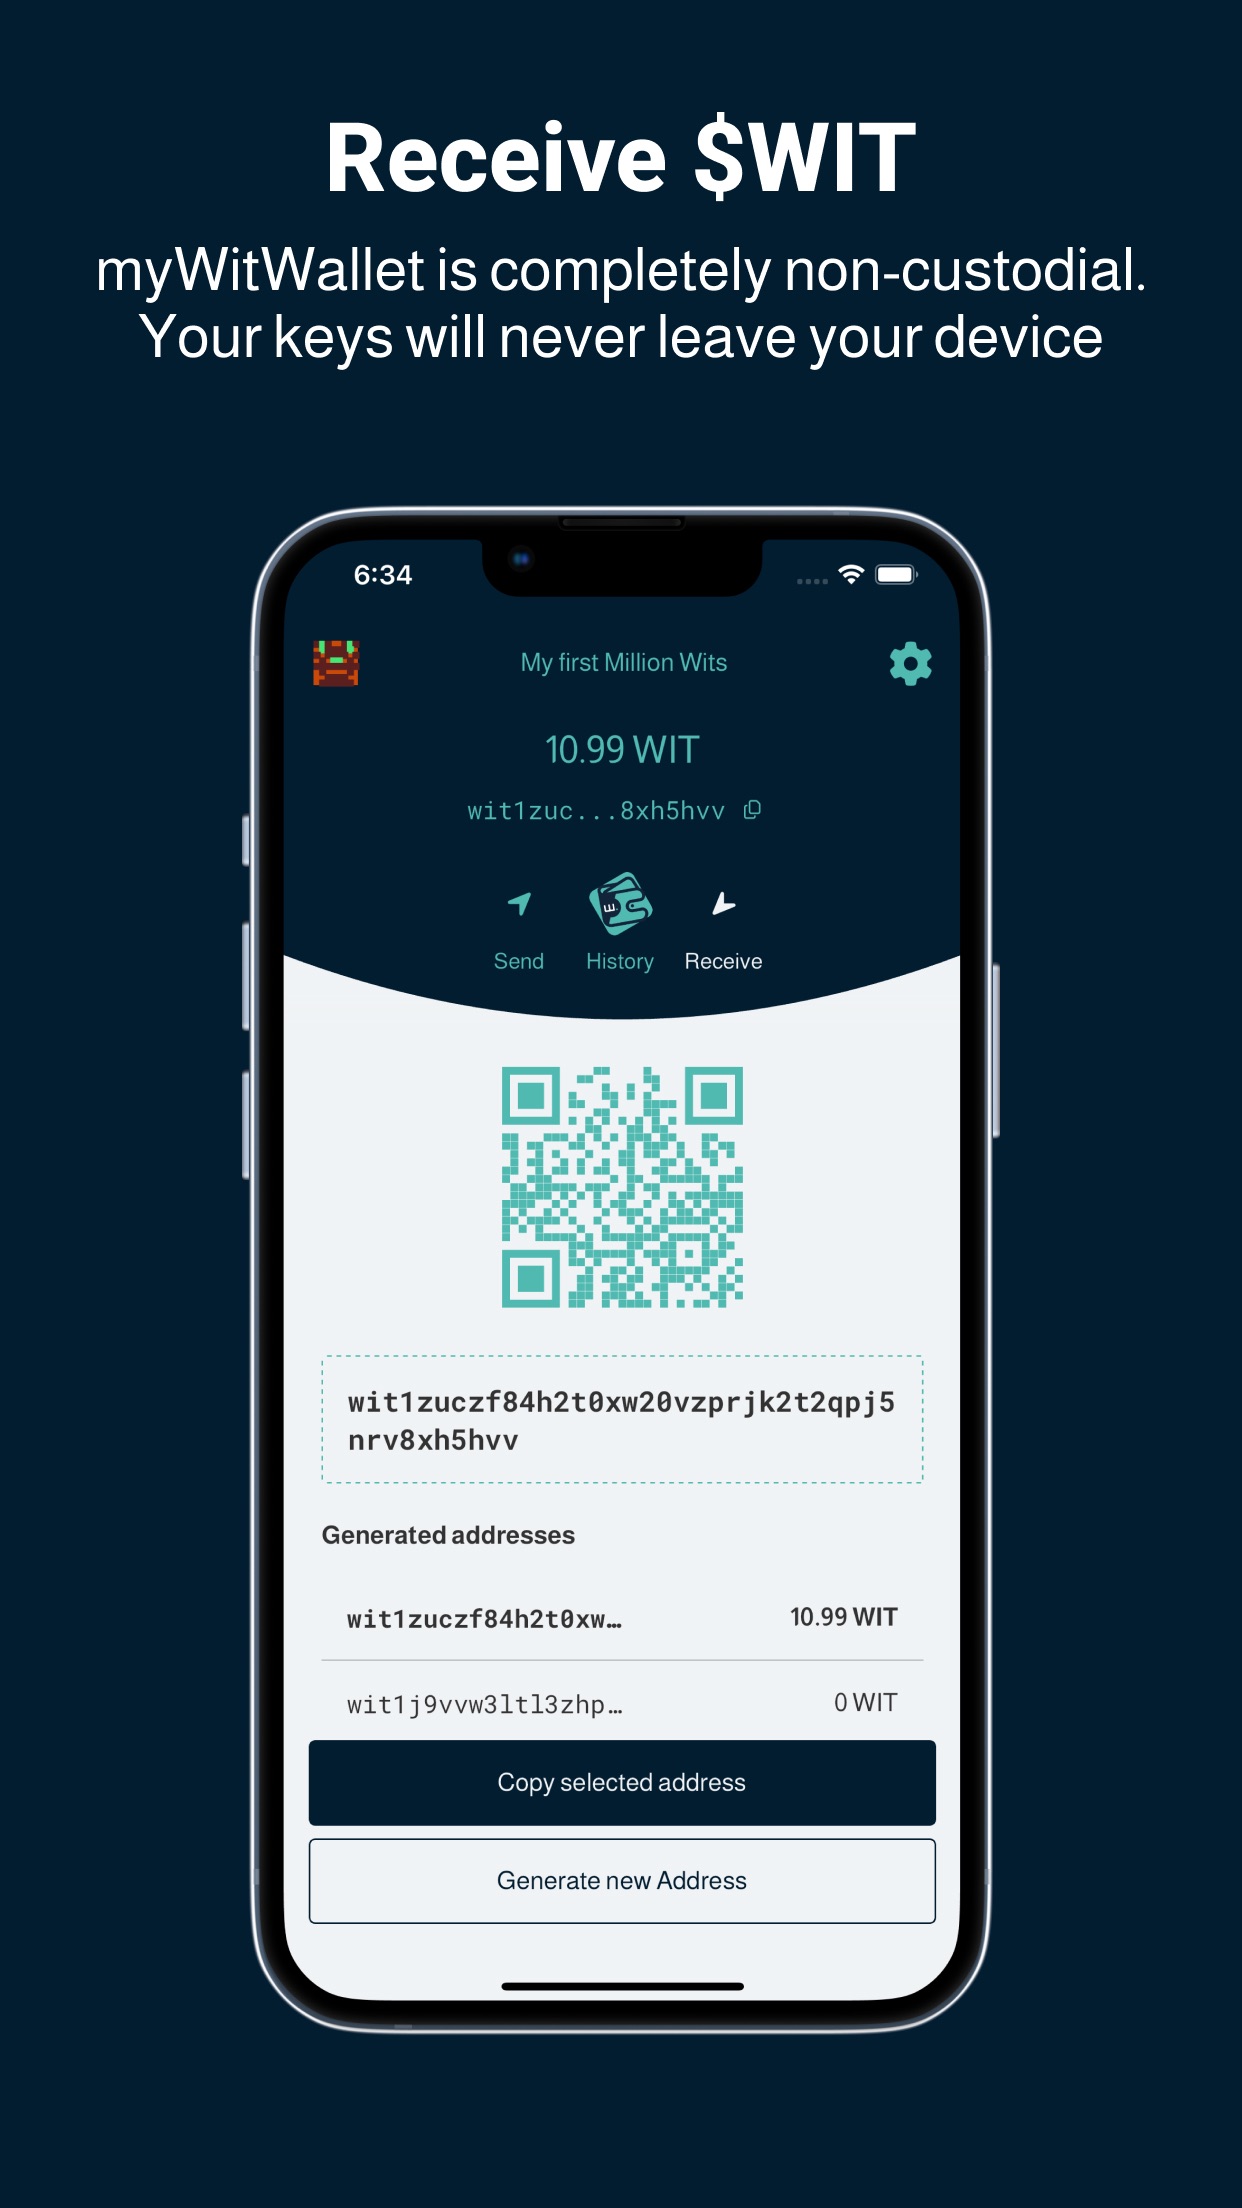 Receive $WIT
myWitWallet is completely non-custodial.
Your keys will never leave your device
6:34
My first Million Wits
10.99 WIT
wit1zuc...8xh5hvv
Send History Receive
wit1zuczf84h2t0xw20vzprjk2t2qpj5
nrv8xh5hvv
Generated addresses
wit1zuczf84h2t0xw… 10.99 WIT
wit1j9vvw3ltl3zhp… 0 WIT
Copy selected address
Generate new Address